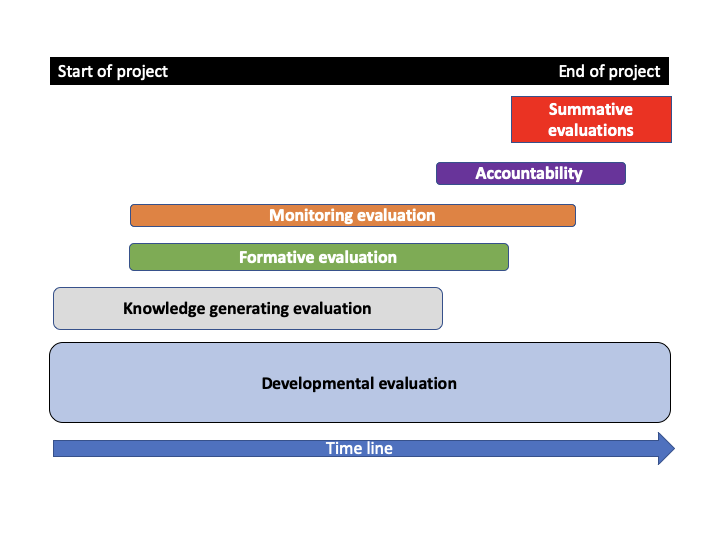 Start of project
End of project
Summative
evaluations
Accountability
Monitoring evaluation
Formative evaluation
Knowledge generating evaluation
Developmental evaluation
Time line